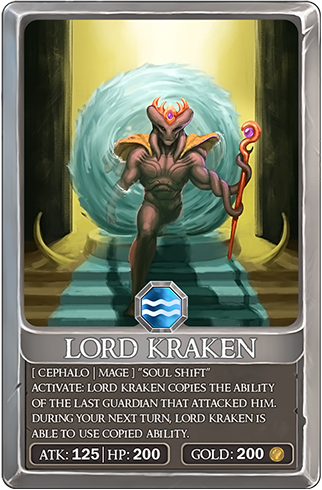 LORD KRAKEN
[ CEPHALO | MAGE ] "SOUL SHIFT"
ACTIVATE: LORD KRAKEN COPIES THE ABILITY
OF THE LAST GUARDIAN THAT ATTACKED HIM.
DURING YOUR NEXT TURN, LORD KRAKEN IS
ABLE TO USE COPIED ABILITY.
ATK: 125 | HP: 200 GOLD: 200